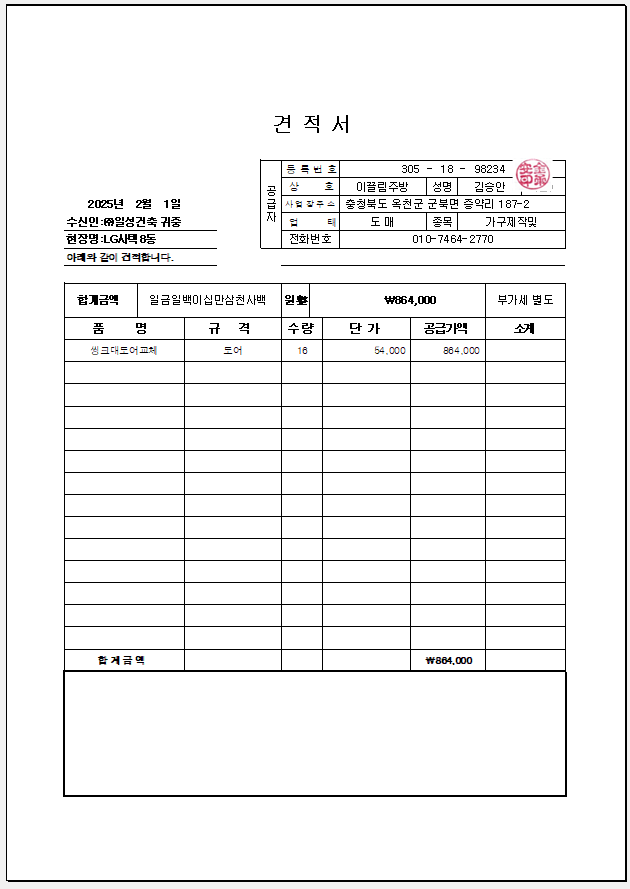 견 적 서
2025년 2월 1일
수신인:㈜일성건축 귀중
현장명:LG사택 8동
아래와 같이 견적합니다.
공급자
등 록 번 호 305 - 18 - 98234
상 호 이끌림주방 성명 김승안
사 업 장 주 소 충청북도 옥천군 군북면 증약리 187-2
업 태 도 매 종목 가구제작및
전화번호 010-7464-2770
합계금액 일금일백이십만삼천사백 ₩864,000 부가세 별도
품 명 규 격 수 량 단 가 공급가액 소계
씽크대도어교체 도어 16 54,000 864,000
합 계 금 액 ₩864,000